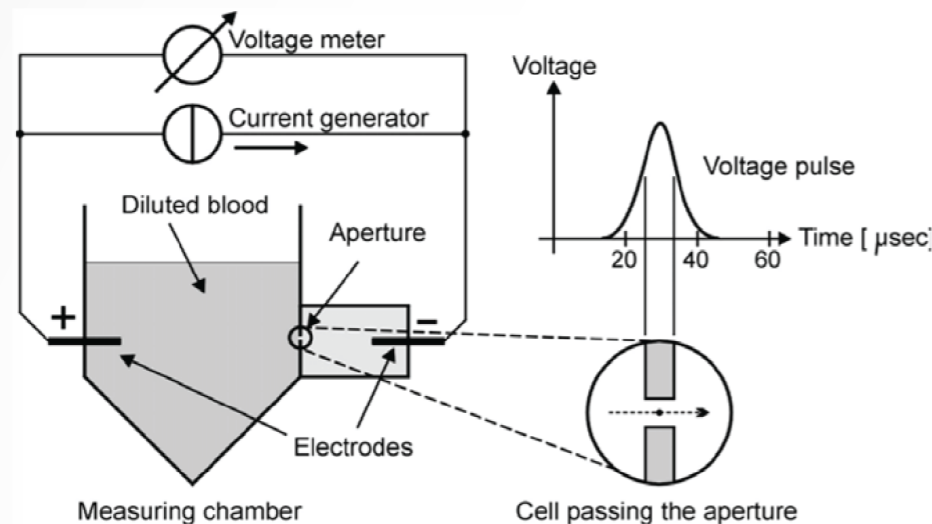 Voltage meter
Current generator
Diluted blood
Aperture
+
−
Electrodes
Measuring chamber
Voltage
Voltage pulse
Time [ µsec]
20 40 60
Cell passing the aperture